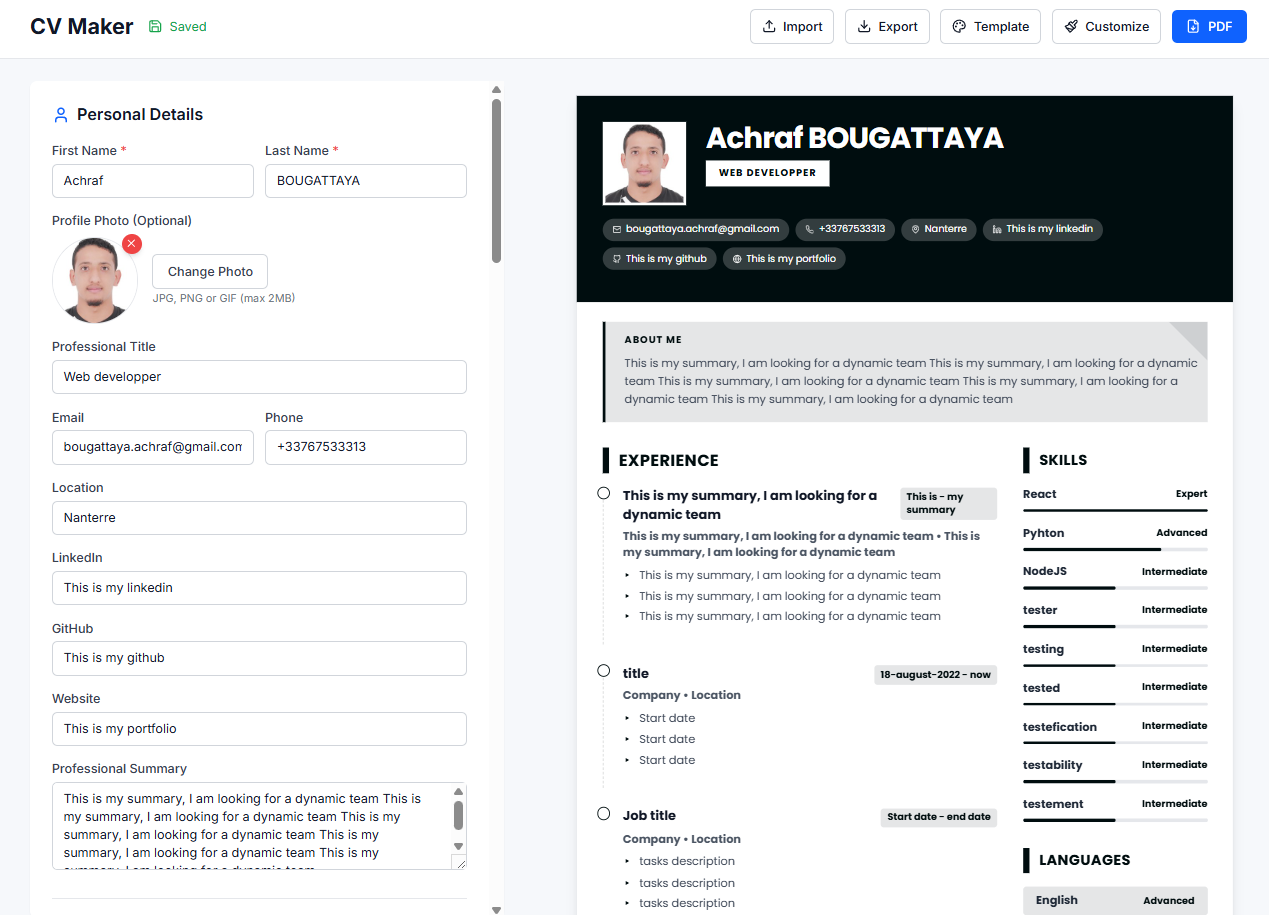 CV Maker
Saved
Import
Export
Template
Customize
PDF
Personal Details
First Name *
Last Name *
Achraf
BOUGATTAYA
Profile Photo (Optional)
Change Photo
JPG, PNG or GIF (max 2MB)
Professional Title
Web developper
Email
Phone
bougattaya.achraf@gmail.com
+33767533313
Location
Nanterre
LinkedIn
This is my linkedin
GitHub
This is my github
Website
This is my portfolio
Professional Summary
This is my summary, I am looking for a dynamic team This is
my summary, I am looking for a dynamic team This is my
summary, I am looking for a dynamic team This is my
summary, I am looking for a dynamic team This is my
summary, I am looking for a dynamic team
Achraf BOUGATTAYA
WEB DEVELOPPER
bougattaya.achraf@gmail.com
+33767533313
Nanterre
This is my linkedin
This is my github
This is my portfolio
ABOUT ME
This is my summary, I am looking for a dynamic team This is my summary, I am looking for a dynamic
team This is my summary, I am looking for a dynamic team This is my summary, I am looking for a
dynamic team This is my summary, I am looking for a dynamic team
EXPERIENCE
This is my summary, I am looking for a
dynamic team
This is - my
summary
This is my summary, I am looking for a dynamic team • This is
my summary, I am looking for a dynamic team
‣ This is my summary, I am looking for a dynamic team
‣ This is my summary, I am looking for a dynamic team
‣ This is my summary, I am looking for a dynamic team
title
18-august-2022 - now
Company • Location
‣ Start date
‣ Start date
‣ Start date
Job title
Start date - end date
Company • Location
‣ tasks description
‣ tasks description
‣ tasks description
SKILLS
React
Expert
Pyhton
Advanced
NodeJS
Intermediate
tester
Intermediate
testing
Intermediate
tested
Intermediate
testefication
Intermediate
testability
Intermediate
testement
Intermediate
LANGUAGES
English
Advanced